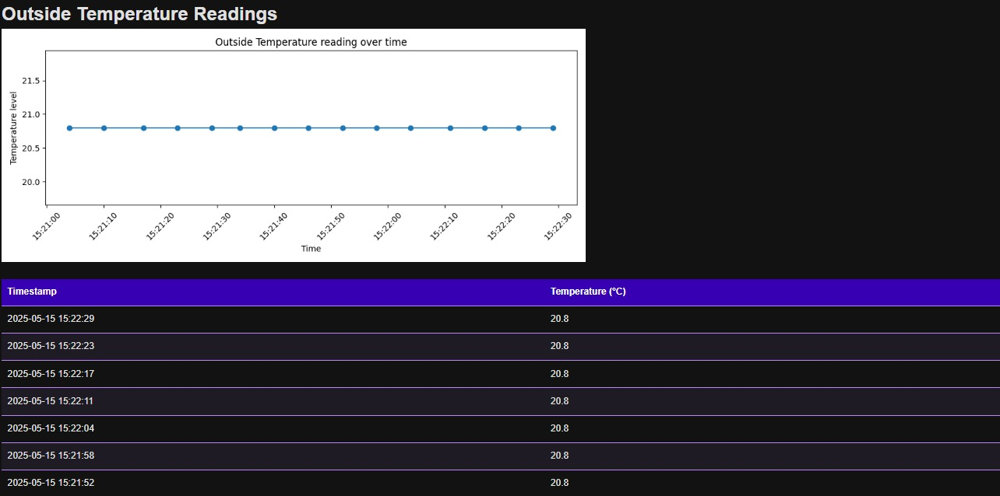 Outside Temperature Readings
Outside Temperature reading over time
21.5
21.0
20.5
20.0
Temperature level
15:21:00 15:21:10 15:21:20 15:21:30 15:21:40 15:21:50 15:22:00 15:22:10 15:22:20 15:22:30
Time
Timestamp Temperature (°C)
2025-05-15 15:22:29 20.8
2025-05-15 15:22:23 20.8
2025-05-15 15:22:17 20.8
2025-05-15 15:22:11 20.8
2025-05-15 15:22:04 20.8
2025-05-15 15:21:58 20.8
2025-05-15 15:21:52 20.8